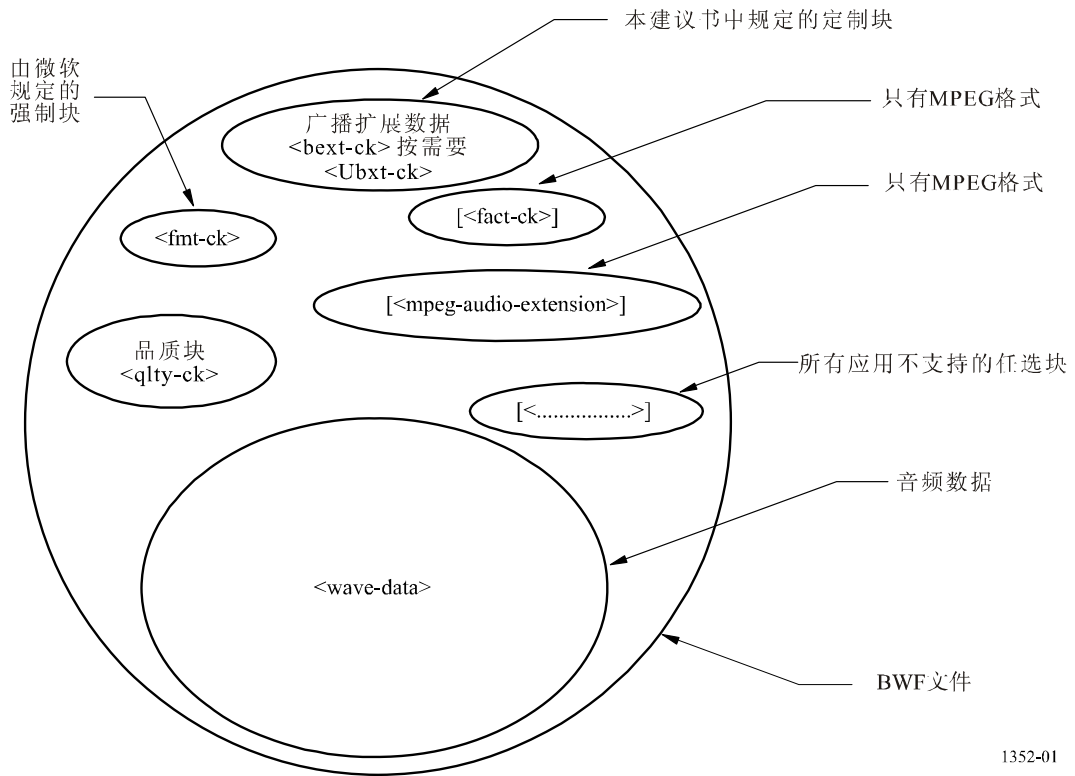 本建议书中规定的定制块
由微软
规定的
强制块
广播扩展数据
<bext-ck> 按需要
<Ubxt-ck>
只有MPEG格式
[<fact-ck>]
只有MPEG格式
<fmt-ck>
[<mpeg-audio-extension>]
品质块
<qlty-ck>
所有应用不支持的任选块
[<.................>]
音频数据
<wave-data>
BWF文件
1352-01